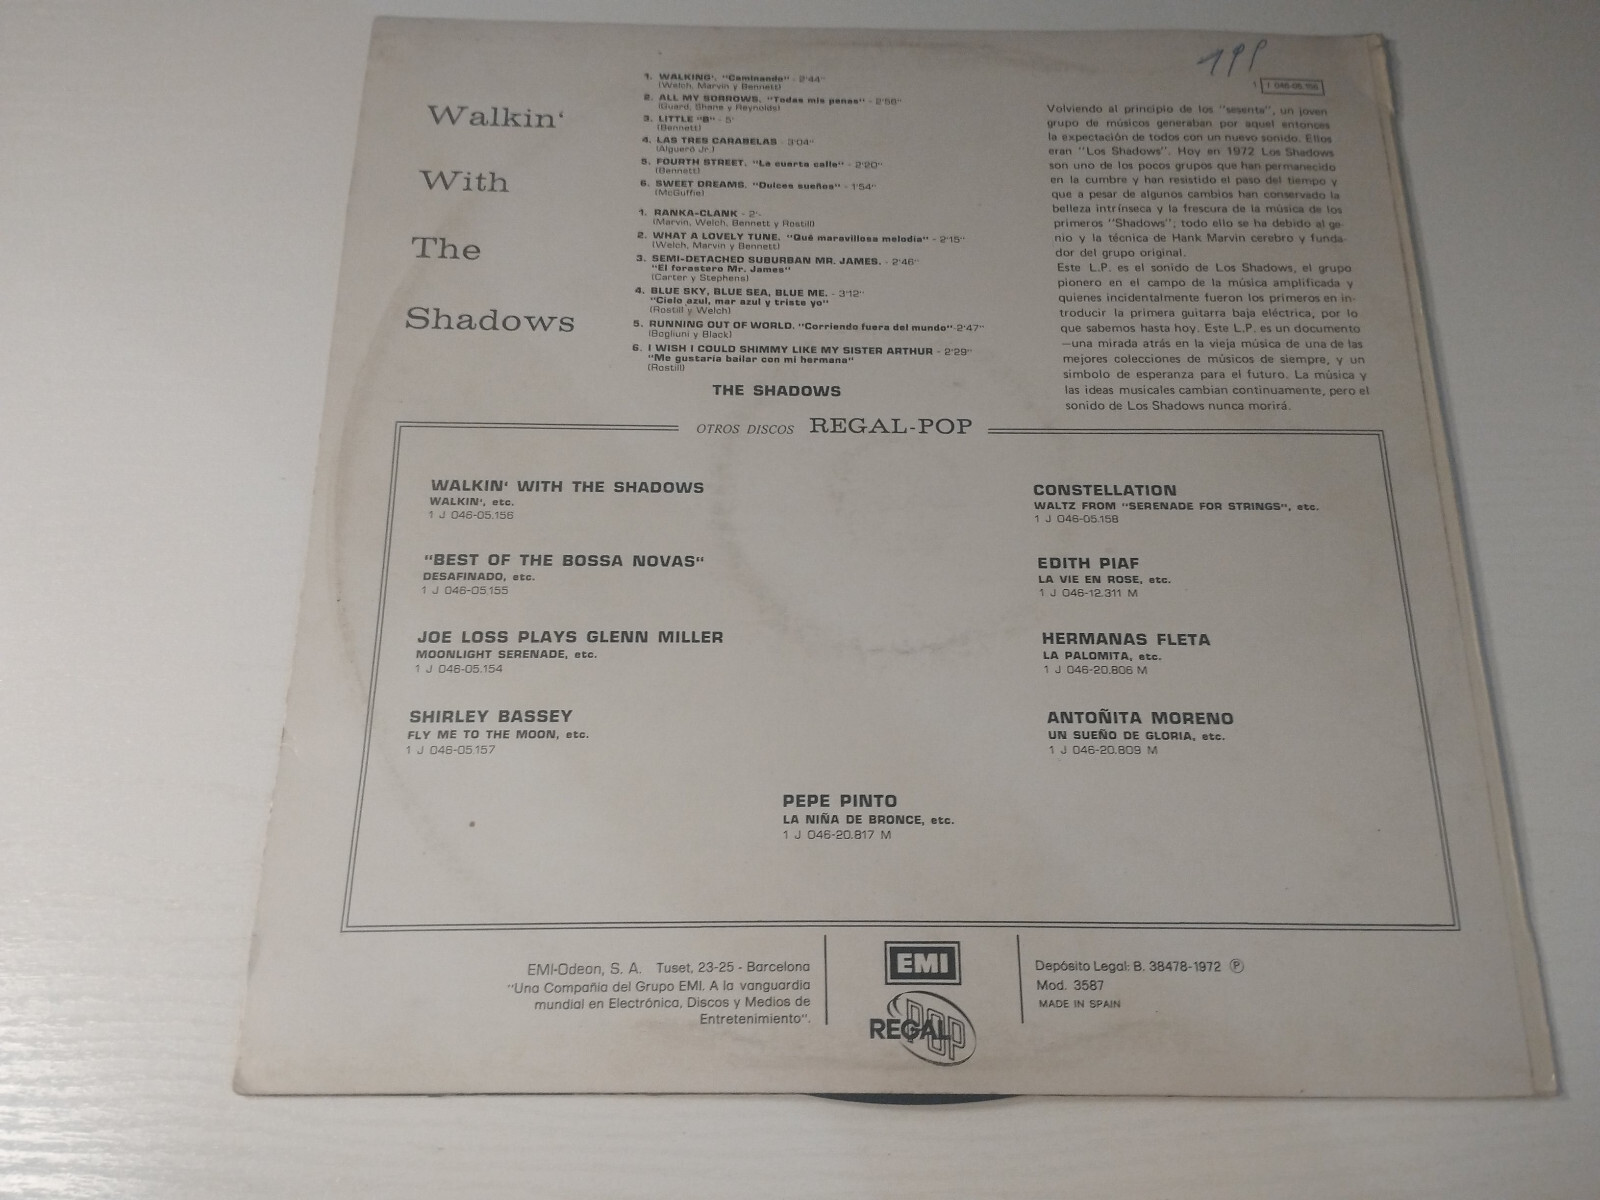 Walkin'
With
The
Shadows
1. WALKING'. "Caminando" - 2'44"
(Welch, Marvin y Bennett)
2. ALL MY SORROWS. "Todas mis penas" - 2'56"
(Guard, Shane y Reynolds)
3. LITTLE "B" - 5'
(Bennett)
4. LAS TRES CARABELAS - 3'04"
(Algueró Jr.)
5. FOURTH STREET. "La cuarta calle" - 2'20"
(Bennett)
6. SWEET DREAMS. "Dulces sueños" - 1'54"
(McGuffie)
1. RANKA-CLANK - 2'-
(Marvin, Welch, Bennett y Rostill)
2. WHAT A LOVELY TUNE. "Qué maravillosa melodía" - 2'15"
(Welch, Marvin y Bennett)
3. SEMI-DETACHED SUBURBAN MR. JAMES. - 2'46"
"El forastero Mr. James"
(Carter y Stephens)
4. BLUE SKY, BLUE SEA, BLUE ME. - 3'12"
"Cielo azul, mar azul y triste yo"
(Rostill y Welch)
5. RUNNING OUT OF WORLD. "Corriendo fuera del mundo"-2'47"
(Bogliuni y Black)
6. I WISH I COULD SHIMMY LIKE MY SISTER ARTHUR - 2'29"
"Me gustaría bailar con mi hermana"
(Rostill)
THE SHADOWS
1 J 046-05.156
Volviendo al principio de los "sesenta", un joven
grupo de músicos generaban por aquel entonces
la expectación de todos con un nuevo sonido. Ellos
eran "Los Shadows". Hoy en 1972 Los Shadows
son uno de los pocos grupos que han permanecido
en la cumbre y han resistido el paso del tiempo y
que a pesar de algunos cambios han conservado la
belleza intrínseca y la frescura de la música de los
primeros "Shadows"; todo ello se ha debido al ge-
nio y la técnica de Hank Marvin cerebro y funda-
dor del grupo original.
Este L.P. es el sonido de Los Shadows, el grupo
pionero en el campo de la música amplificada y
quienes incidentalmente fueron los primeros en in-
troducir la primera guitarra baja eléctrica, por lo
que sabemos hasta hoy. Este L.P. es un documento
—una mirada atrás en la vieja música de una de las
mejores colecciones de músicos de siempre, y un
símbolo de esperanza para el futuro. La música y
las ideas musicales cambian continuamente, pero el
sonido de Los Shadows nunca morirá.
OTROS DISCOS REGAL-POP
WALKIN' WITH THE SHADOWS
WALKIN', etc.
1 J 046-05.156
"BEST OF THE BOSSA NOVAS"
DESAFINADO, etc.
1 J 046-05.155
JOE LOSS PLAYS GLENN MILLER
MOONLIGHT SERENADE, etc.
1 J 046-05.154
SHIRLEY BASSEY
FLY ME TO THE MOON, etc.
1 J 046-05.157
CONSTELLATION
WALTZ FROM "SERENADE FOR STRINGS", etc.
1 J 046-05.158
EDITH PIAF
LA VIE EN ROSE, etc.
1 J 046-12.311 M
HERMANAS FLETA
LA PALOMITA, etc.
1 J 046-20.806 M
ANTOÑITA MORENO
UN SUEÑO DE GLORIA, etc.
1 J 046-20.809 M
PEPE PINTO
LA NIÑA DE BRONCE, etc.
1 J 046-20.817 M
EMI-Odeon, S. A. Tuset, 23-25 - Barcelona
"Una Compañía del Grupo EMI. A la vanguardia
mundial en Electrónica, Discos y Medios de
Entretenimiento".
EMI
REGAL POP
Depósito Legal: B. 38478-1972 ℗
Mod. 3587
MADE IN SPAIN